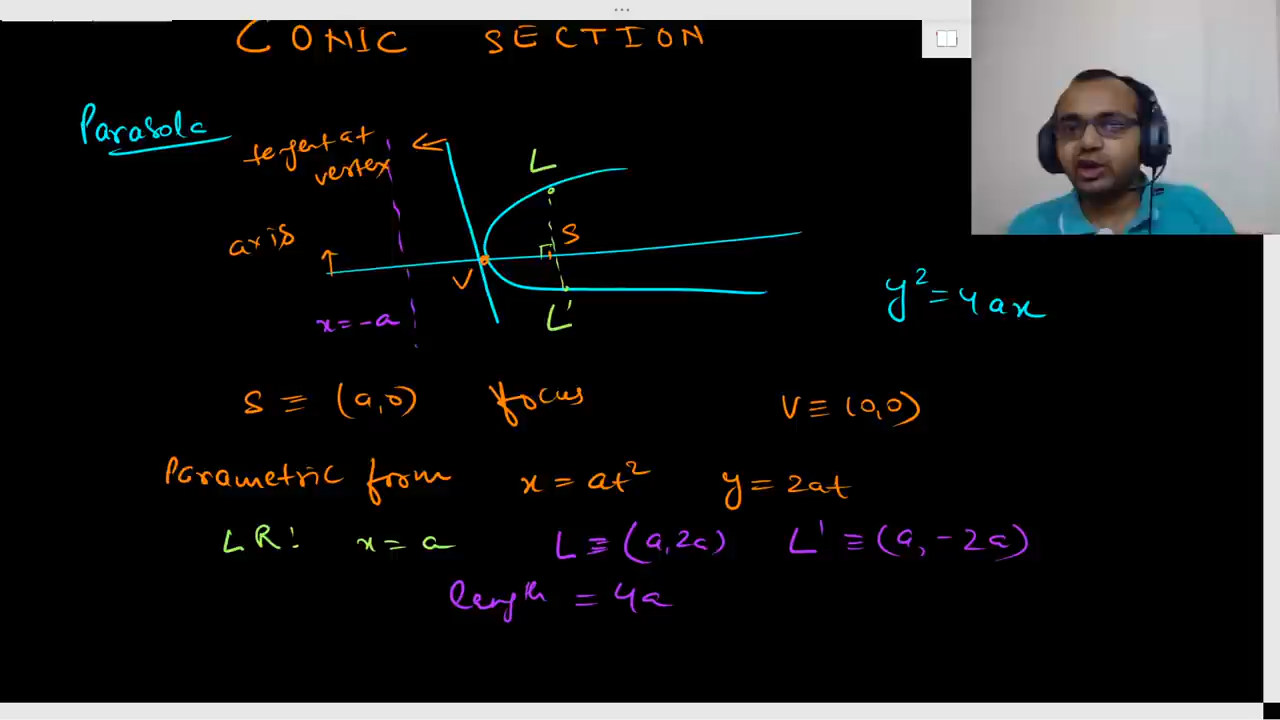 CONIC SECTION
Parabola
tangent at
vertex
L
axis
S
V
x=-a
L'
y²=4ax
S ≡ (a,0) focus V ≡ (0,0)
Parametric form x = at² y = 2at
LR: x = a L ≡ (a,2a) L' ≡ (a,-2a)
length = 4a